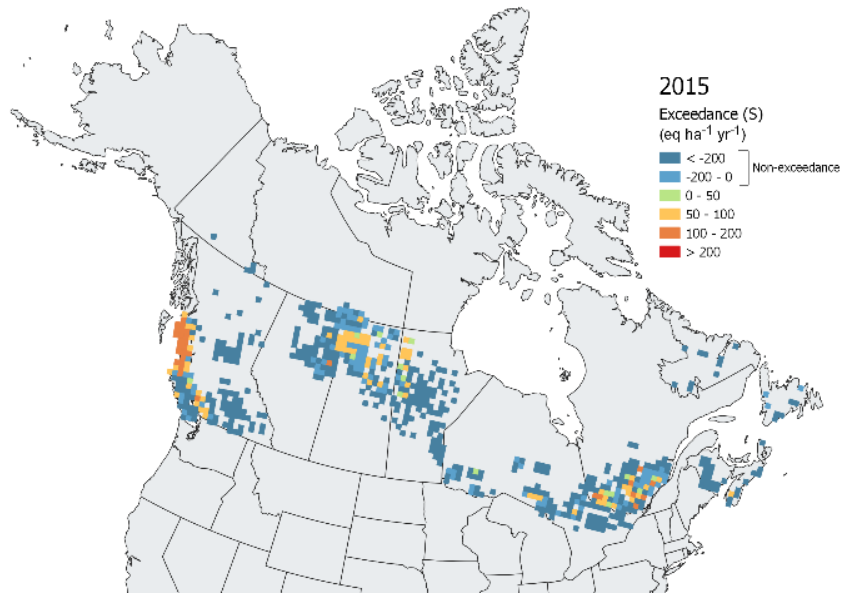 2015
Exceedance (S)
(eq ha⁻¹ yr⁻¹)
< -200
-200 - 0
Non-exceedance
0 - 50
50 - 100
100 - 200
> 200